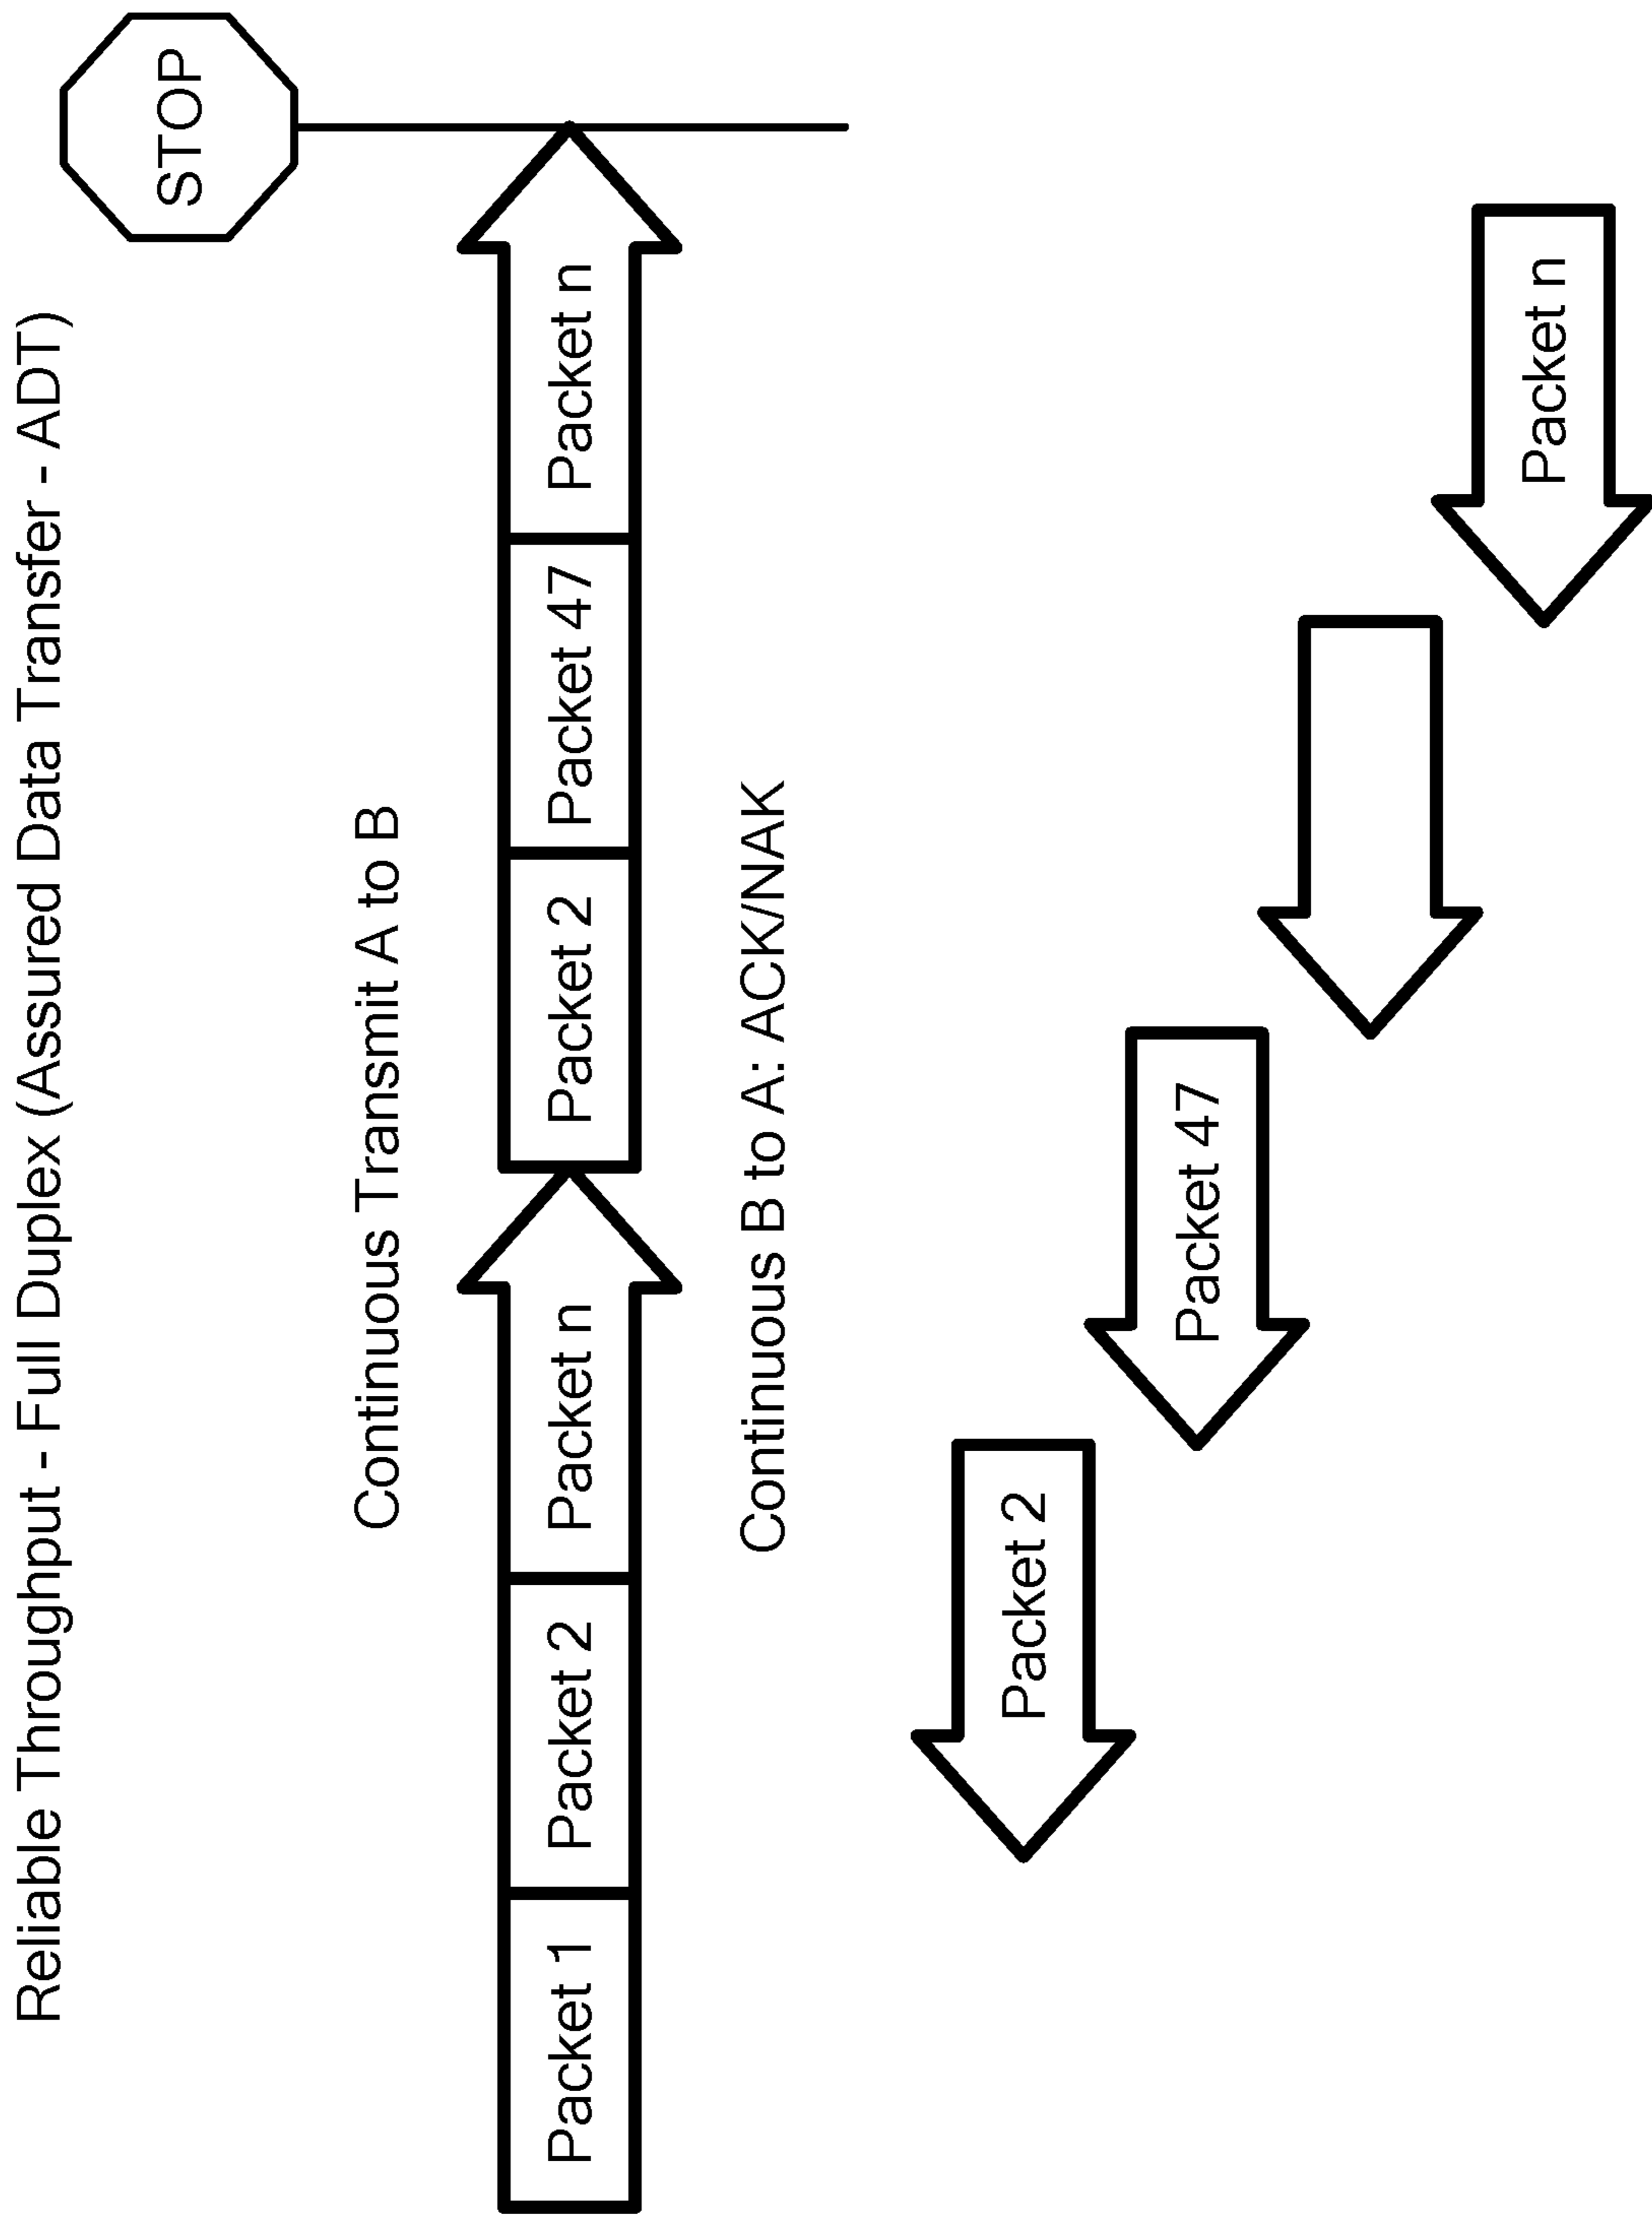 Reliable Throughput - Full Duplex (Assured Data Transfer - ADT)
STOP
Continuous Transmit A to B
Packet 1
Packet 2
Packet n
Packet 2
Packet 47
Packet n
Continuous B to A: ACK/NAK
Packet 2
Packet 47
Packet n